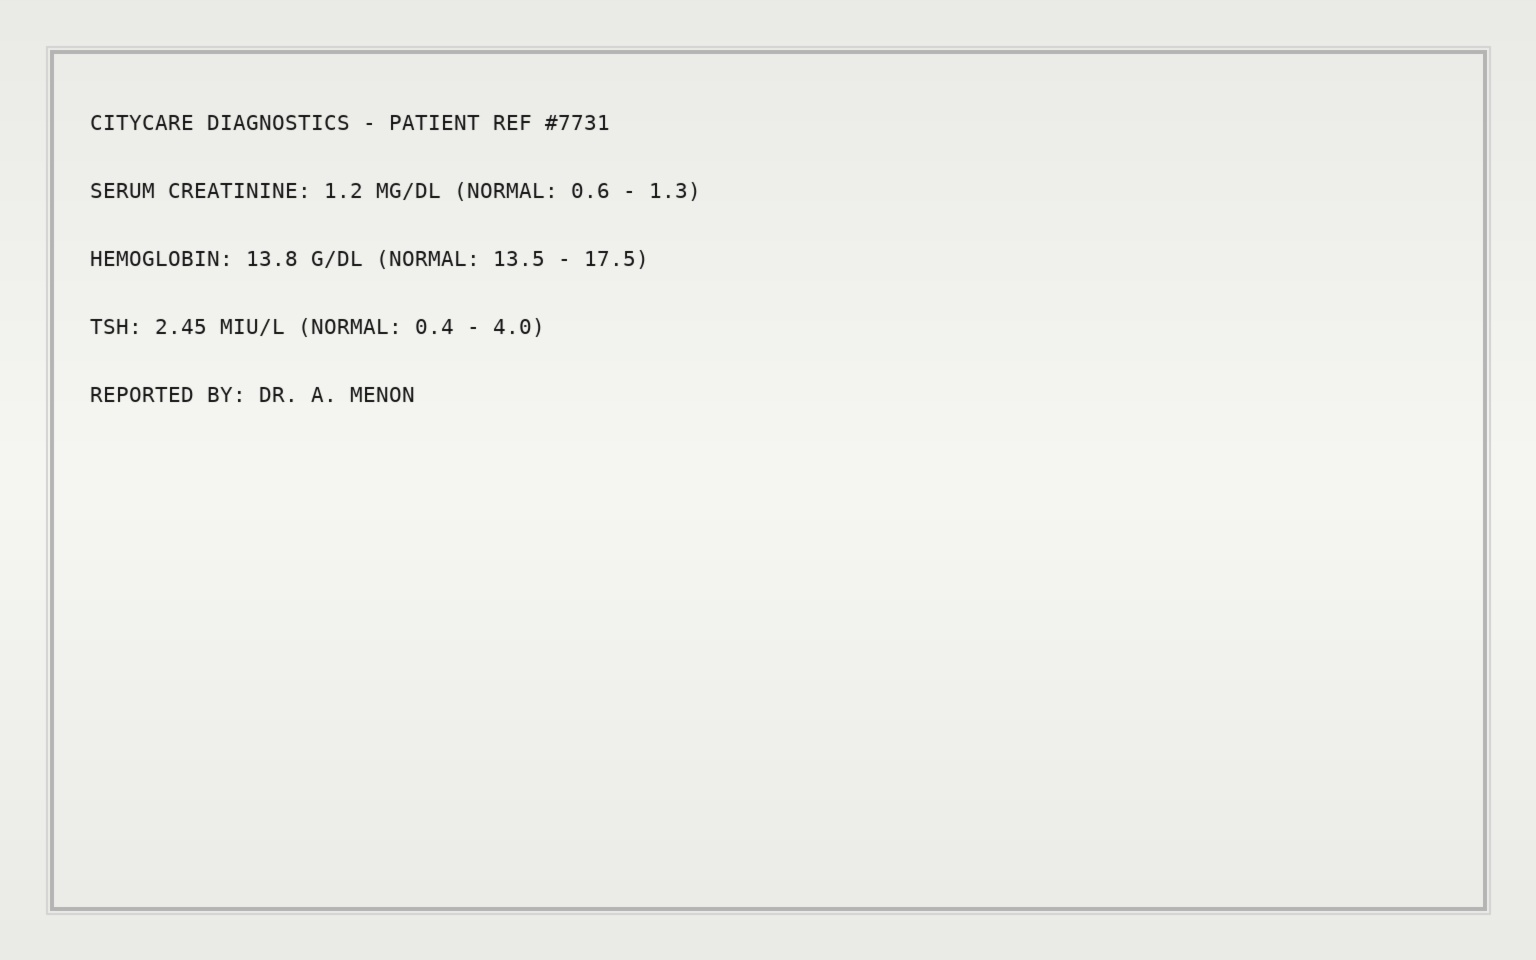 CITYCARE DIAGNOSTICS - PATIENT REF #7731
SERUM CREATININE: 1.2 MG/DL (NORMAL: 0.6 - 1.3)
HEMOGLOBIN: 13.8 G/DL (NORMAL: 13.5 - 17.5)
TSH: 2.45 MIU/L (NORMAL: 0.4 - 4.0)
REPORTED BY: DR. A. MENON